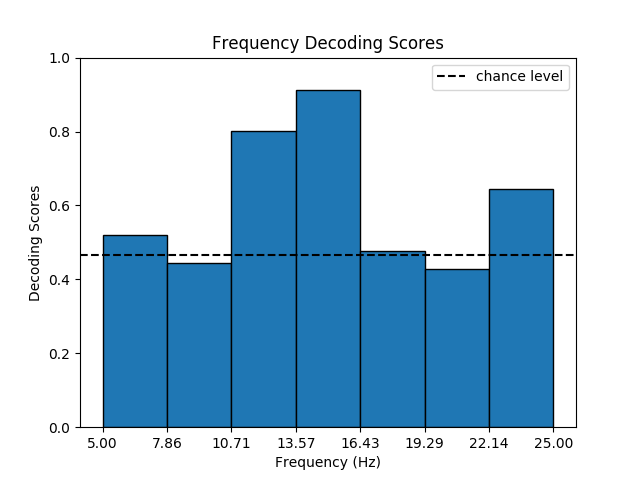 Frequency Decoding Scores
1.0
chance level
0.8
0.6
0.4
0.2
0.0
Decoding Scores
5.00 7.86 10.71 13.57 16.43 19.29 22.14 25.00
Frequency (Hz)